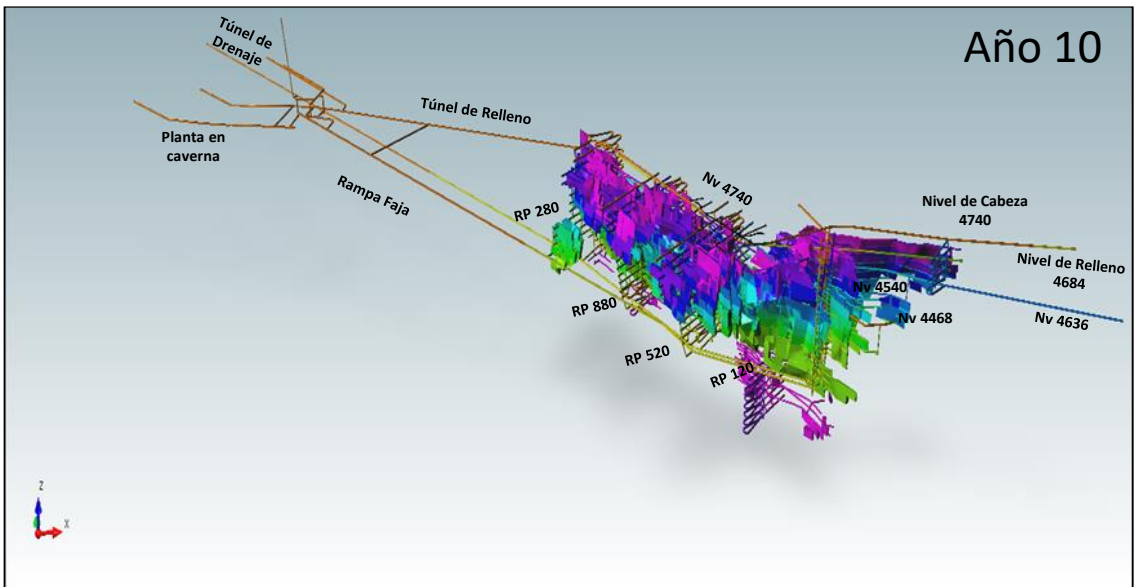 Año 10
Túnel de
Drenaje
Túnel de Relleno
Planta en
caverna
Rampa Faja
Nv 4740
RP 280
Nivel de Cabeza
4740
Nivel de Relleno
4684
Nv 4540
RP 880
Nv 4468
Nv 4636
RP 520
RP 120
Z
X